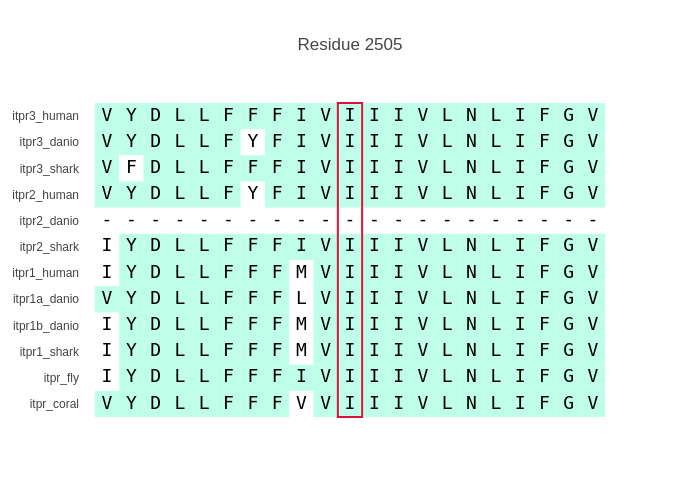 Residue 2505
itpr3_human V Y D L L F F F I V I I I V L N L I F G V
itpr3_danio V Y D L L F Y F I V I I I V L N L I F G V
itpr3_shark V F D L L F F F I V I I I V L N L I F G V
itpr2_human V Y D L L F Y F I V I I I V L N L I F G V
itpr2_danio - - - - - - - - - - - - - - - - - - - - -
itpr2_shark I Y D L L F F F I V I I I V L N L I F G V
itpr1_human I Y D L L F F F M V I I I V L N L I F G V
itpr1a_danio V Y D L L F F F L V I I I V L N L I F G V
itpr1b_danio I Y D L L F F F M V I I I V L N L I F G V
itpr1_shark I Y D L L F F F M V I I I V L N L I F G V
itpr_fly I Y D L L F F F I V I I I V L N L I F G V
itpr_coral V Y D L L F F F V V I I I V L N L I F G V